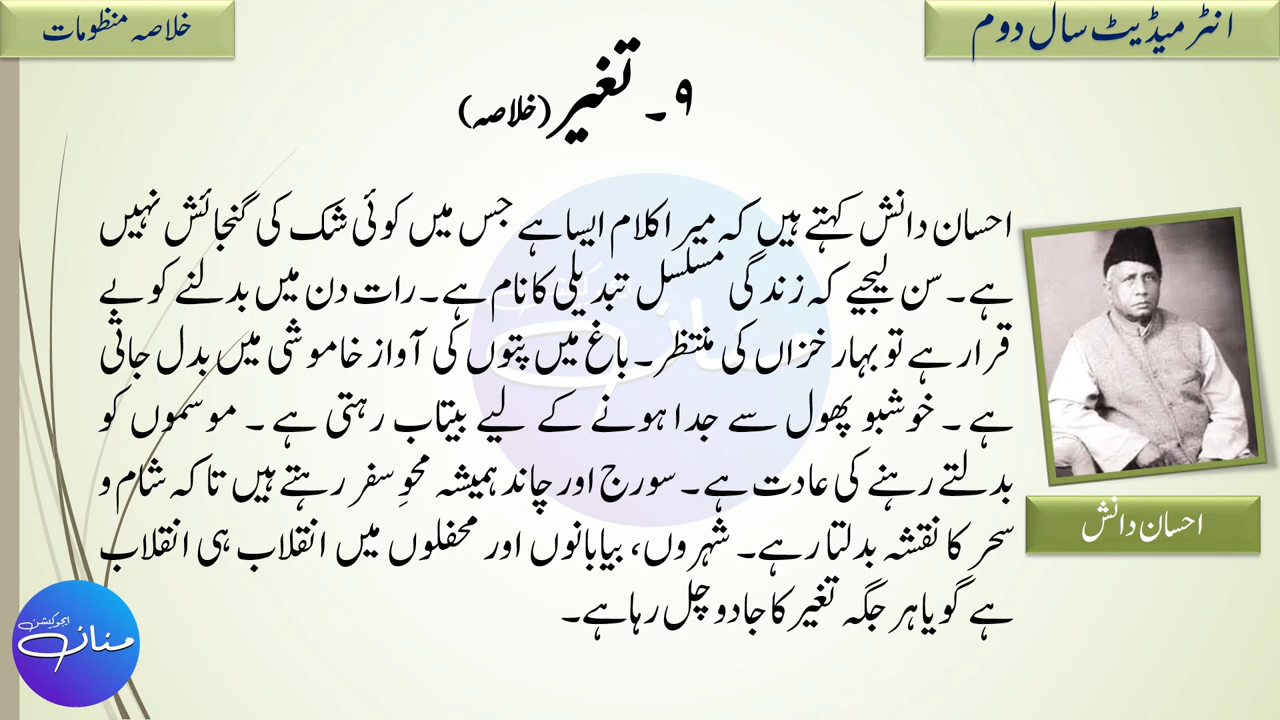 انٹرمیڈیٹ سال دوم
خلاصہ منظومات
۹۔ تغیر (خلاصہ)
احسان دانش کہتے ہیں کہ میرا کلام ایسا ہے جس میں کوئی شک کی گنجائش نہیں
ہے۔ سن لیجیے کہ زندگی مسلسل تبدیلی کا نام ہے۔ رات دن میں بدلنے کو بے
قرار ہے تو بہار خزاں کی منتظر۔ باغ میں پتوں کی آواز خاموشی میں بدل جاتی
ہے ۔ خوشبو پھول سے جدا ہونے کے لیے بیتاب رہتی ہے ۔ موسموں کو
بدلتے رہنے کی عادت ہے۔ سورج اور چاند ہمیشہ محوِ سفر رہتے ہیں تاکہ شام و
سحر کا نقشہ بدلتا رہے۔ شہروں، بیابانوں اور محفلوں میں انقلاب ہی انقلاب
ہے گویا ہر جگہ تغیر کا جادو چل رہا ہے۔
احسان دانش
ایجوکیشن
منان